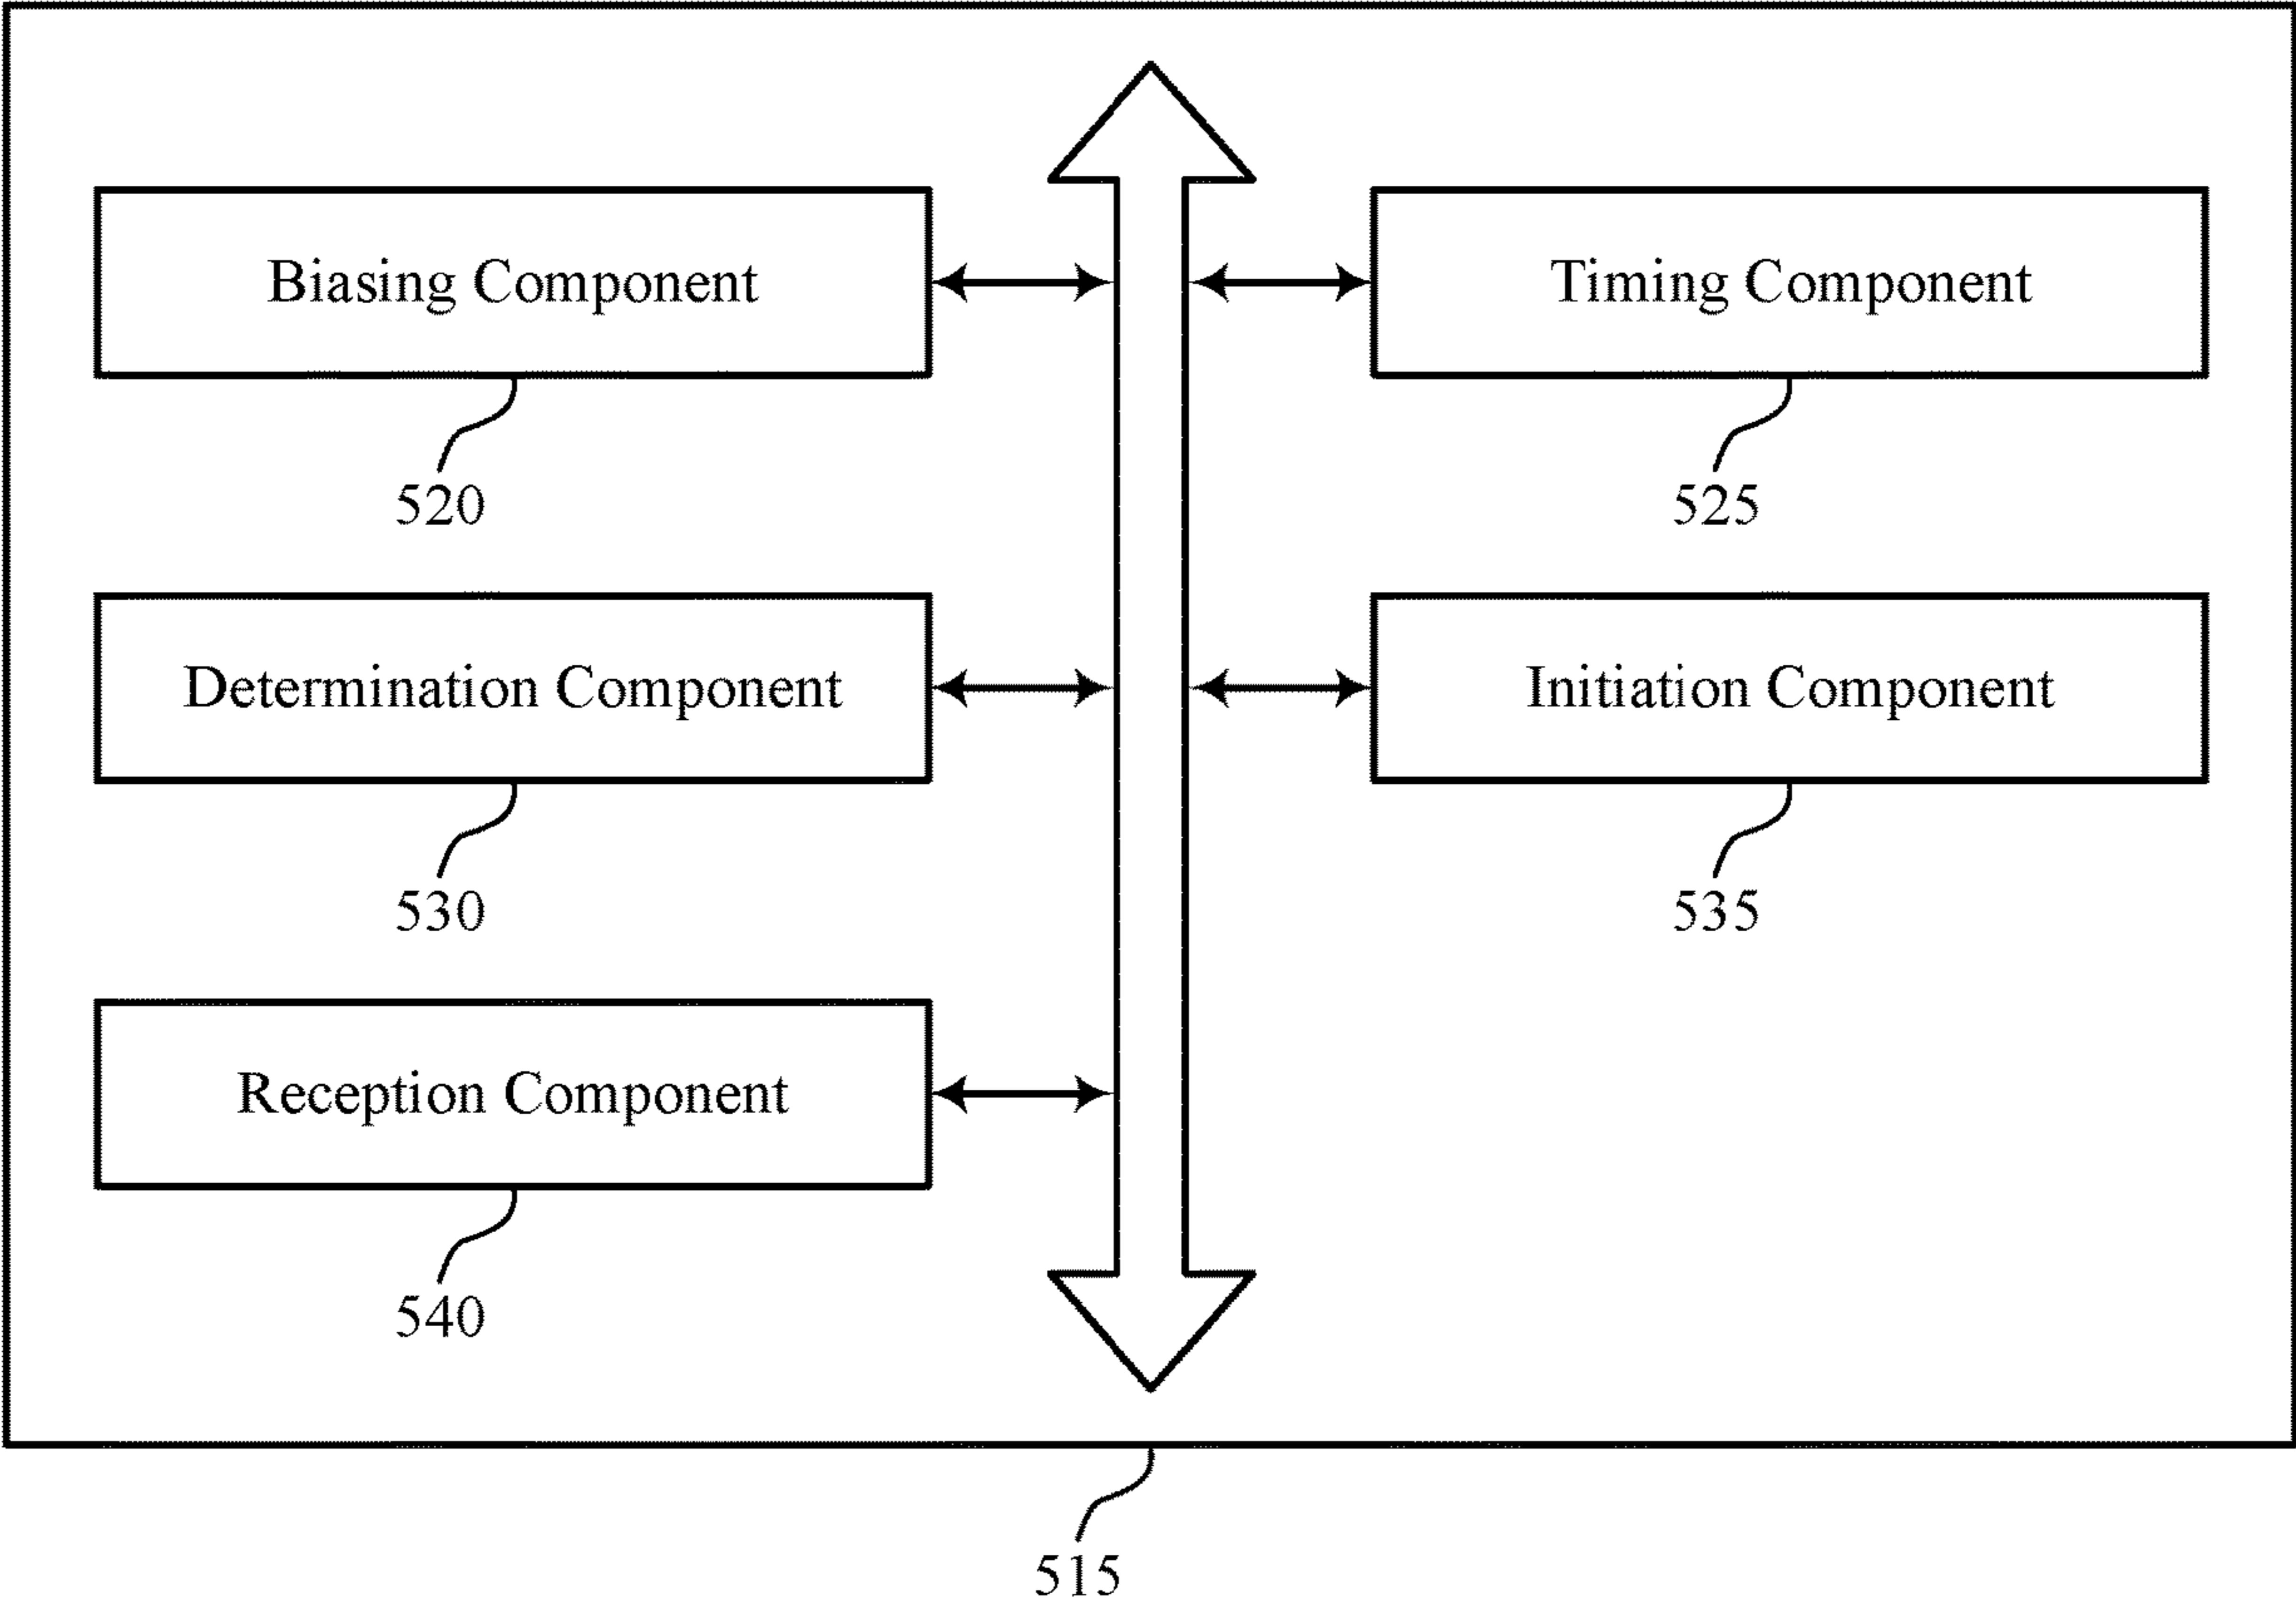 Biasing Component
Timing Component
520
525
Determination Component
Initiation Component
530
535
Reception Component
540
515